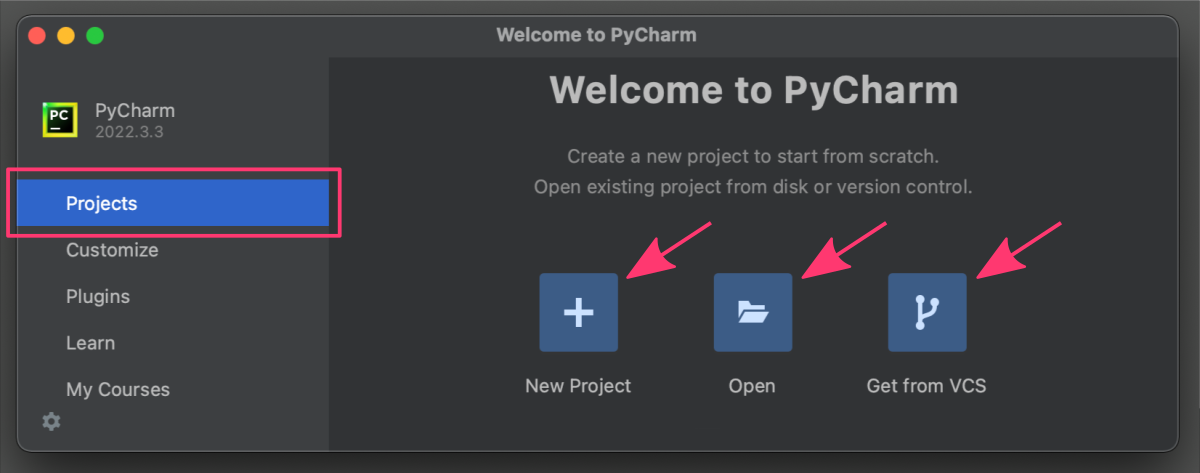 Welcome to PyCharm
PC
PyCharm
2022.3.3
Projects
Customize
Plugins
Learn
My Courses
Welcome to PyCharm
Create a new project to start from scratch.
Open existing project from disk or version control.
New Project
Open
Get from VCS